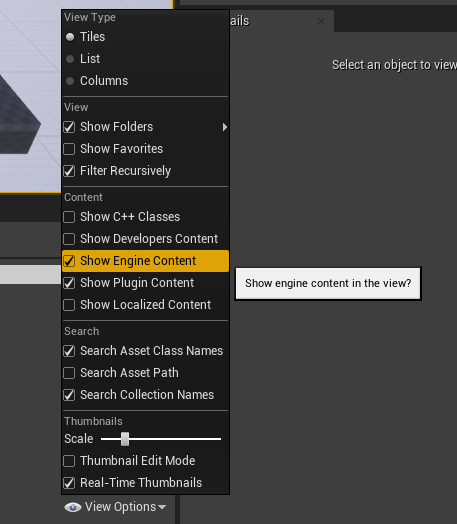 View Type
ails
Tiles
List
Select an object to view
Columns
View
Show Folders
Show Favorites
Filter Recursively
Content
Show C++ Classes
Show Developers Content
Show Engine Content
Show engine content in the view?
Show Plugin Content
Show Localized Content
Search
Search Asset Class Names
Search Asset Path
Search Collection Names
Thumbnails
Scale
Thumbnail Edit Mode
Real-Time Thumbnails
View Options